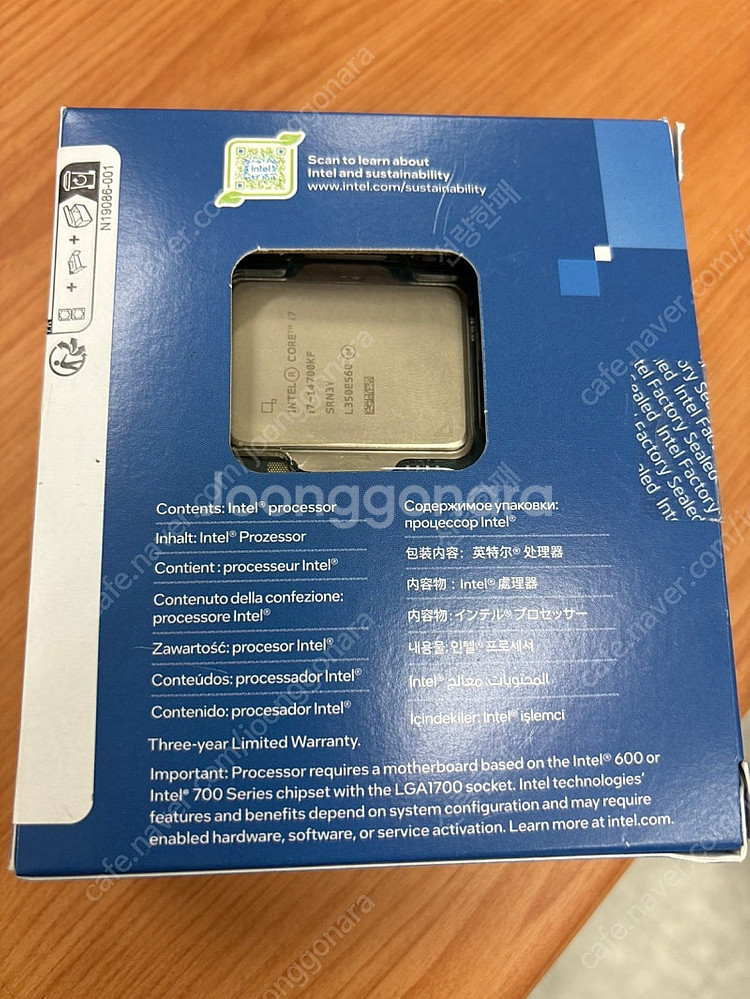 Scan to learn about
Intel and sustainability
www.intel.com/sustainability
intel
N19086-001
INTEL® CORE™ i7
i7-14700KF
SRN3Y
L350E560
Joonggonara
Contents: Intel® processor
Inhalt: Intel® Prozessor
Contient : processeur Intel®
Contenuto della confezione:
processore Intel®
Zawartość: procesor Intel®
Conteúdos: processador Intel®
Contenido: procesador Intel®
Содержимое упаковки:
процессор Intel®
包装内容: 英特尔® 处理器
內容物 : Intel® 處理器
内容物:インテル® プロセッサー
내용물: 인텔® 프로세서
المحتويات: معالج Intel®
İçindekiler: Intel® işlemci
Three-year Limited Warranty.
Important: Processor requires a motherboard based on the Intel® 600 or
Intel® 700 Series chipset with the LGA1700 socket. Intel technologies'
features and benefits depend on system configuration and may require
enabled hardware, software, or service activation. Learn more at intel.com.
Intel Factory Sealed
cafe.naver.com/joonggonara